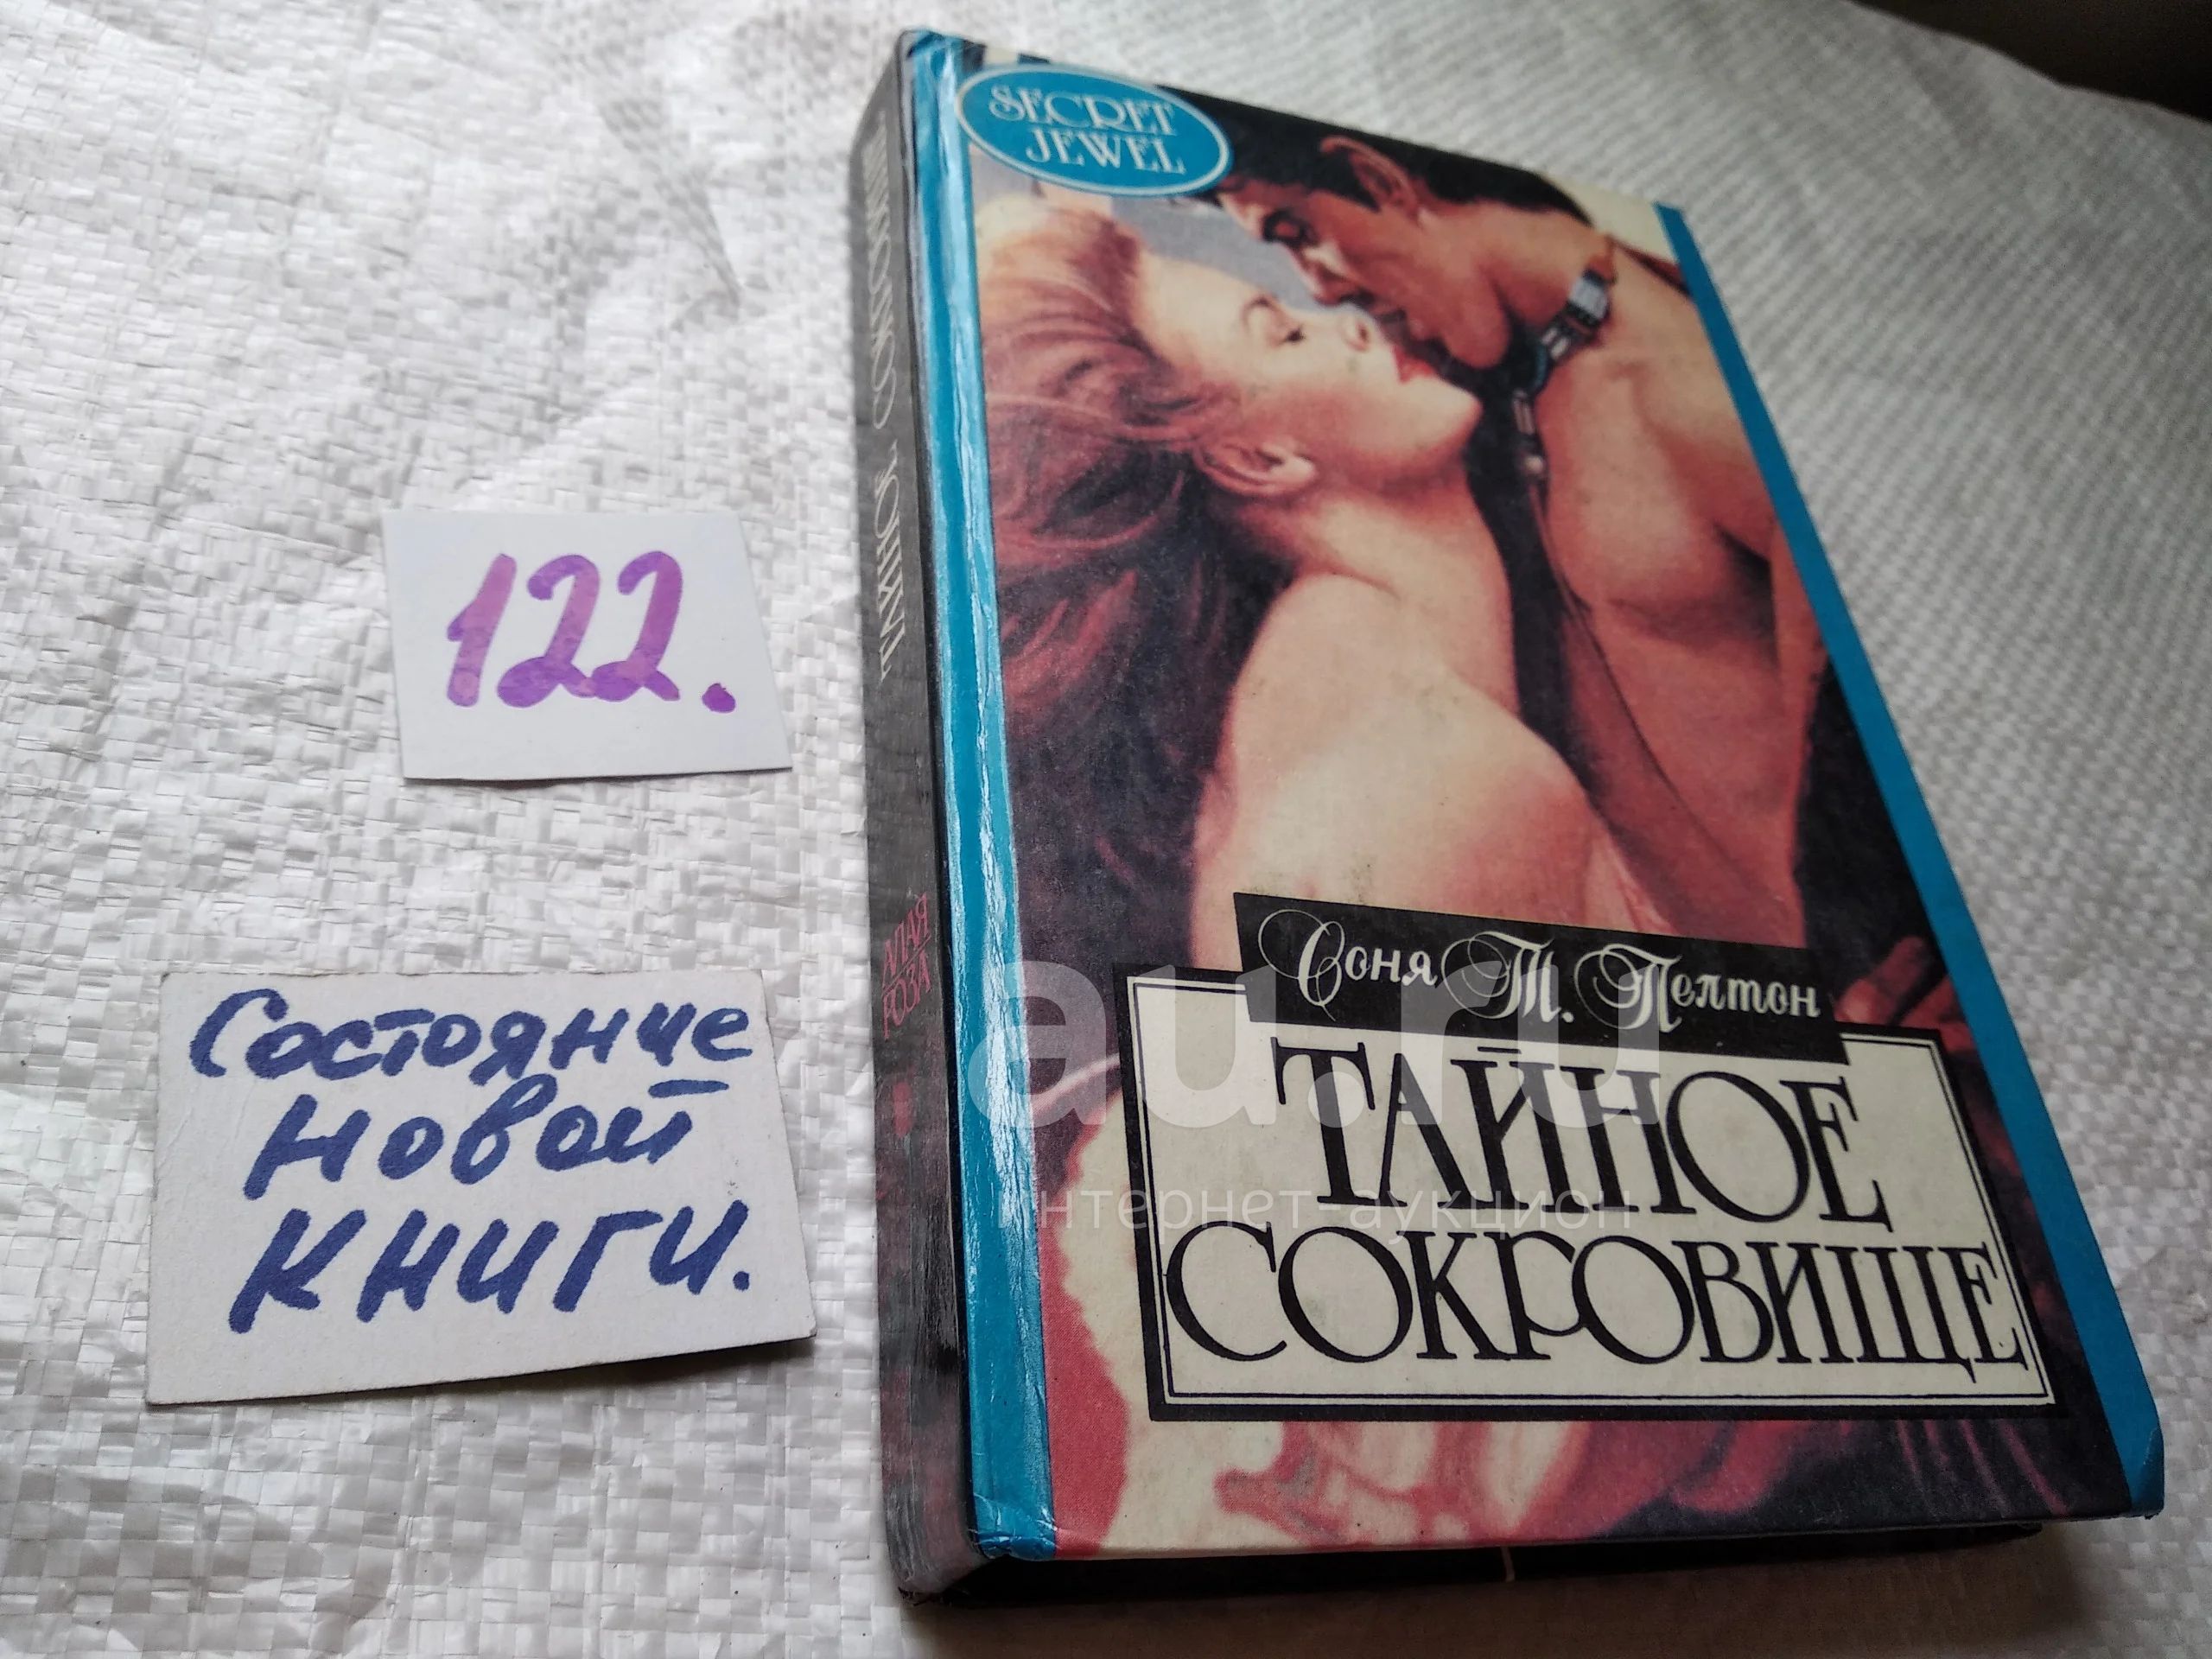 SECRET
JEWEL
ТАЙНОЕ СОКРОВИЩЕ
АЛАЯ
РОЗА
122.
Состояние
новой
книги.
Соня Т. Пелтон
ТАЙНОЕ
СОКРОВИЩЕ
au.ru
интернет-аукцион